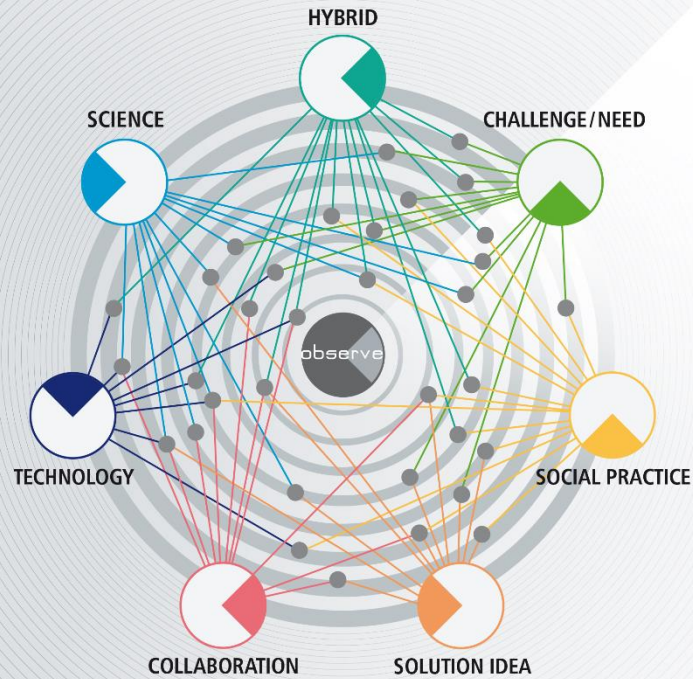 HYBRID
SCIENCE
CHALLENGE/NEED
observe
TECHNOLOGY
SOCIAL PRACTICE
COLLABORATION
SOLUTION IDEA